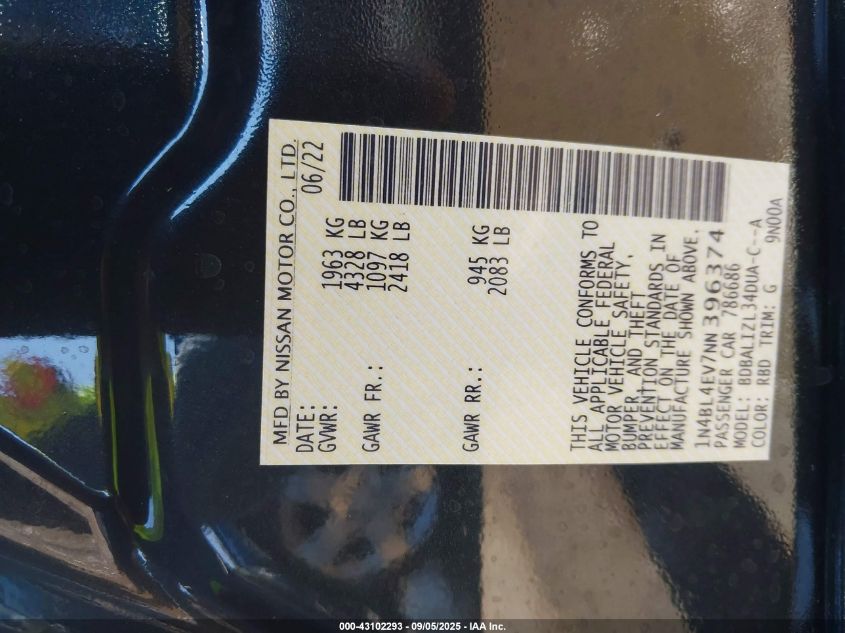 MFD BY NISSAN MOTOR CO., LTD.
DATE: 06/22
GVWR: 1963 KG
4328 LB
GAWR FR.: 1097 KG
2418 LB
GAWR RR.: 945 KG
2083 LB
THIS VEHICLE CONFORMS TO
ALL APPLICABLE FEDERAL
MOTOR VEHICLE SAFETY,
BUMPER, AND THEFT
PREVENTION STANDARDS IN
EFFECT ON THE DATE OF
MANUFACTURE SHOWN ABOVE.
1N4BL4EV7NN396374
PASSENGER CAR 786686
MODEL: BDBALIZL34DUA-C--A
COLOR: RBD TRIM: G 9N00A
000-43102293 - 09/05/2025 - IAA Inc.